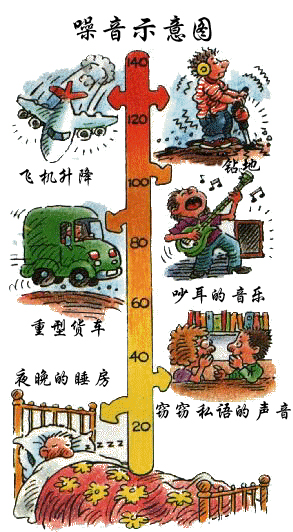 噪音示意图
140
120
飞机升降
钻地
100
80
吵耳的音乐
重型货车
60
40
夜晚的睡房
窃窃私语的声音
20
zzzz